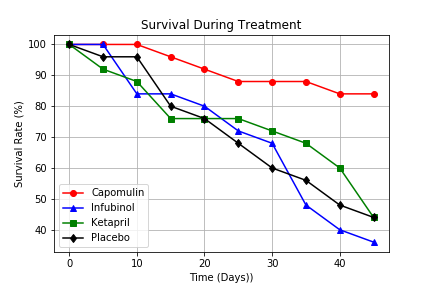 Survival During Treatment
Survival Rate (%)
100
90
80
70
60
50
40
Capomulin
Infubinol
Ketapril
Placebo
0
10
20
30
40
Time (Days))